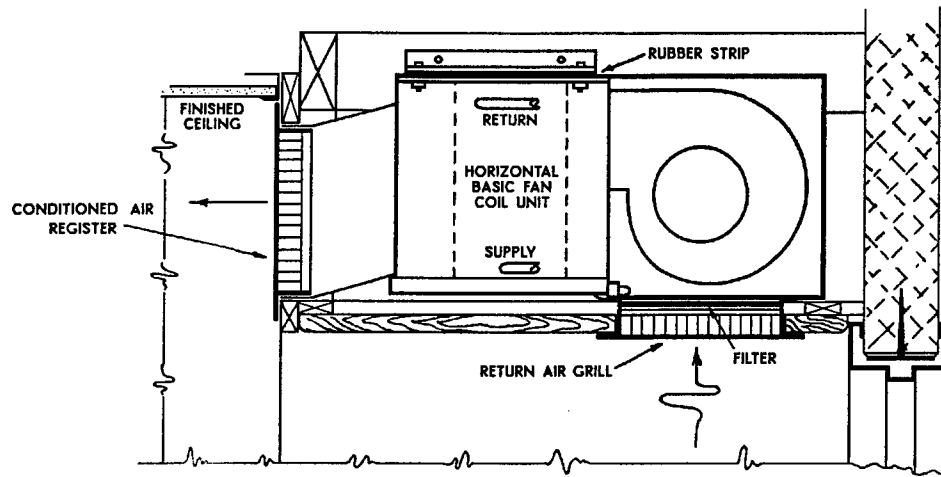 RUBBER STRIP
FINISHED
CEILING
RETURN
HORIZONTAL
BASIC FAN
COIL UNIT
CONDITIONED AIR
REGISTER
SUPPLY
FILTER
RETURN AIR GRILL